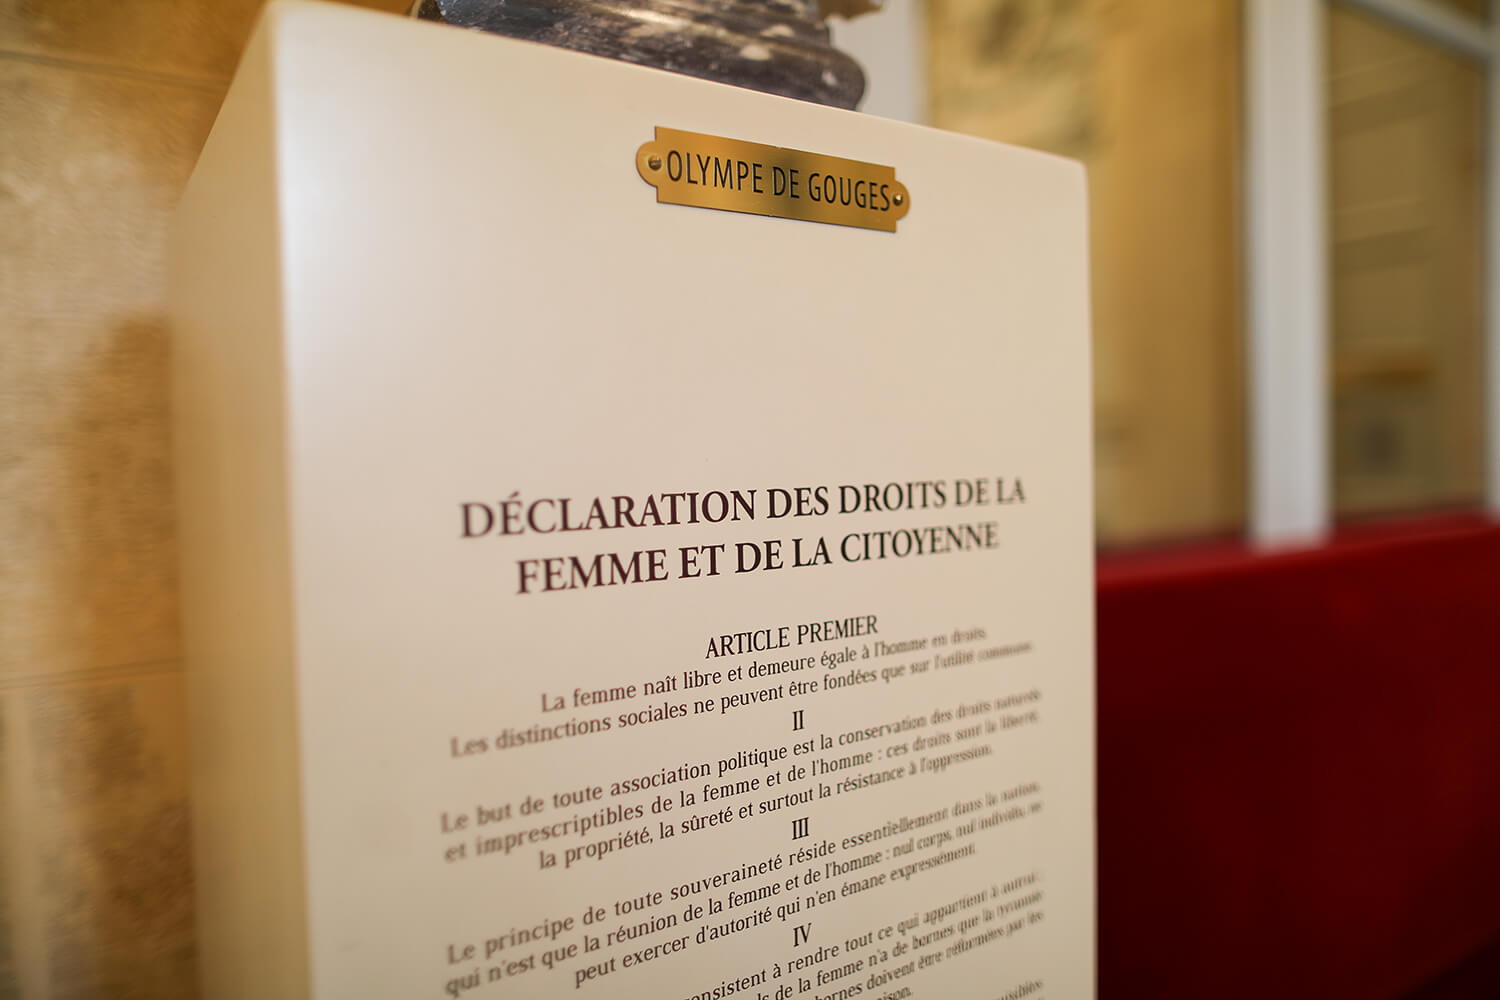 OLYMPE DE GOUGES
DÉCLARATION DES DROITS DE LA
FEMME ET DE LA CITOYENNE
ARTICLE PREMIER
La femme naît libre et demeure égale à l'homme en droits.
Les distinctions sociales ne peuvent être fondées que sur l'utilité commune.
II
Le but de toute association politique est la conservation des droits naturels
et imprescriptibles de la femme et de l'homme : ces droits sont la liberté,
la propriété, la sûreté et surtout la résistance à l'oppression.
III
Le principe de toute souveraineté réside essentiellement dans la nation,
qui n'est que la réunion de la femme et de l'homme : nul corps, nul individu, ne
peut exercer d'autorité qui n'en émane expressément.
IV
consistent à rendre tout ce qui appartient à autrui ;
de la femme n'a de bornes que la tyrannie
bornes doivent être réformées par les